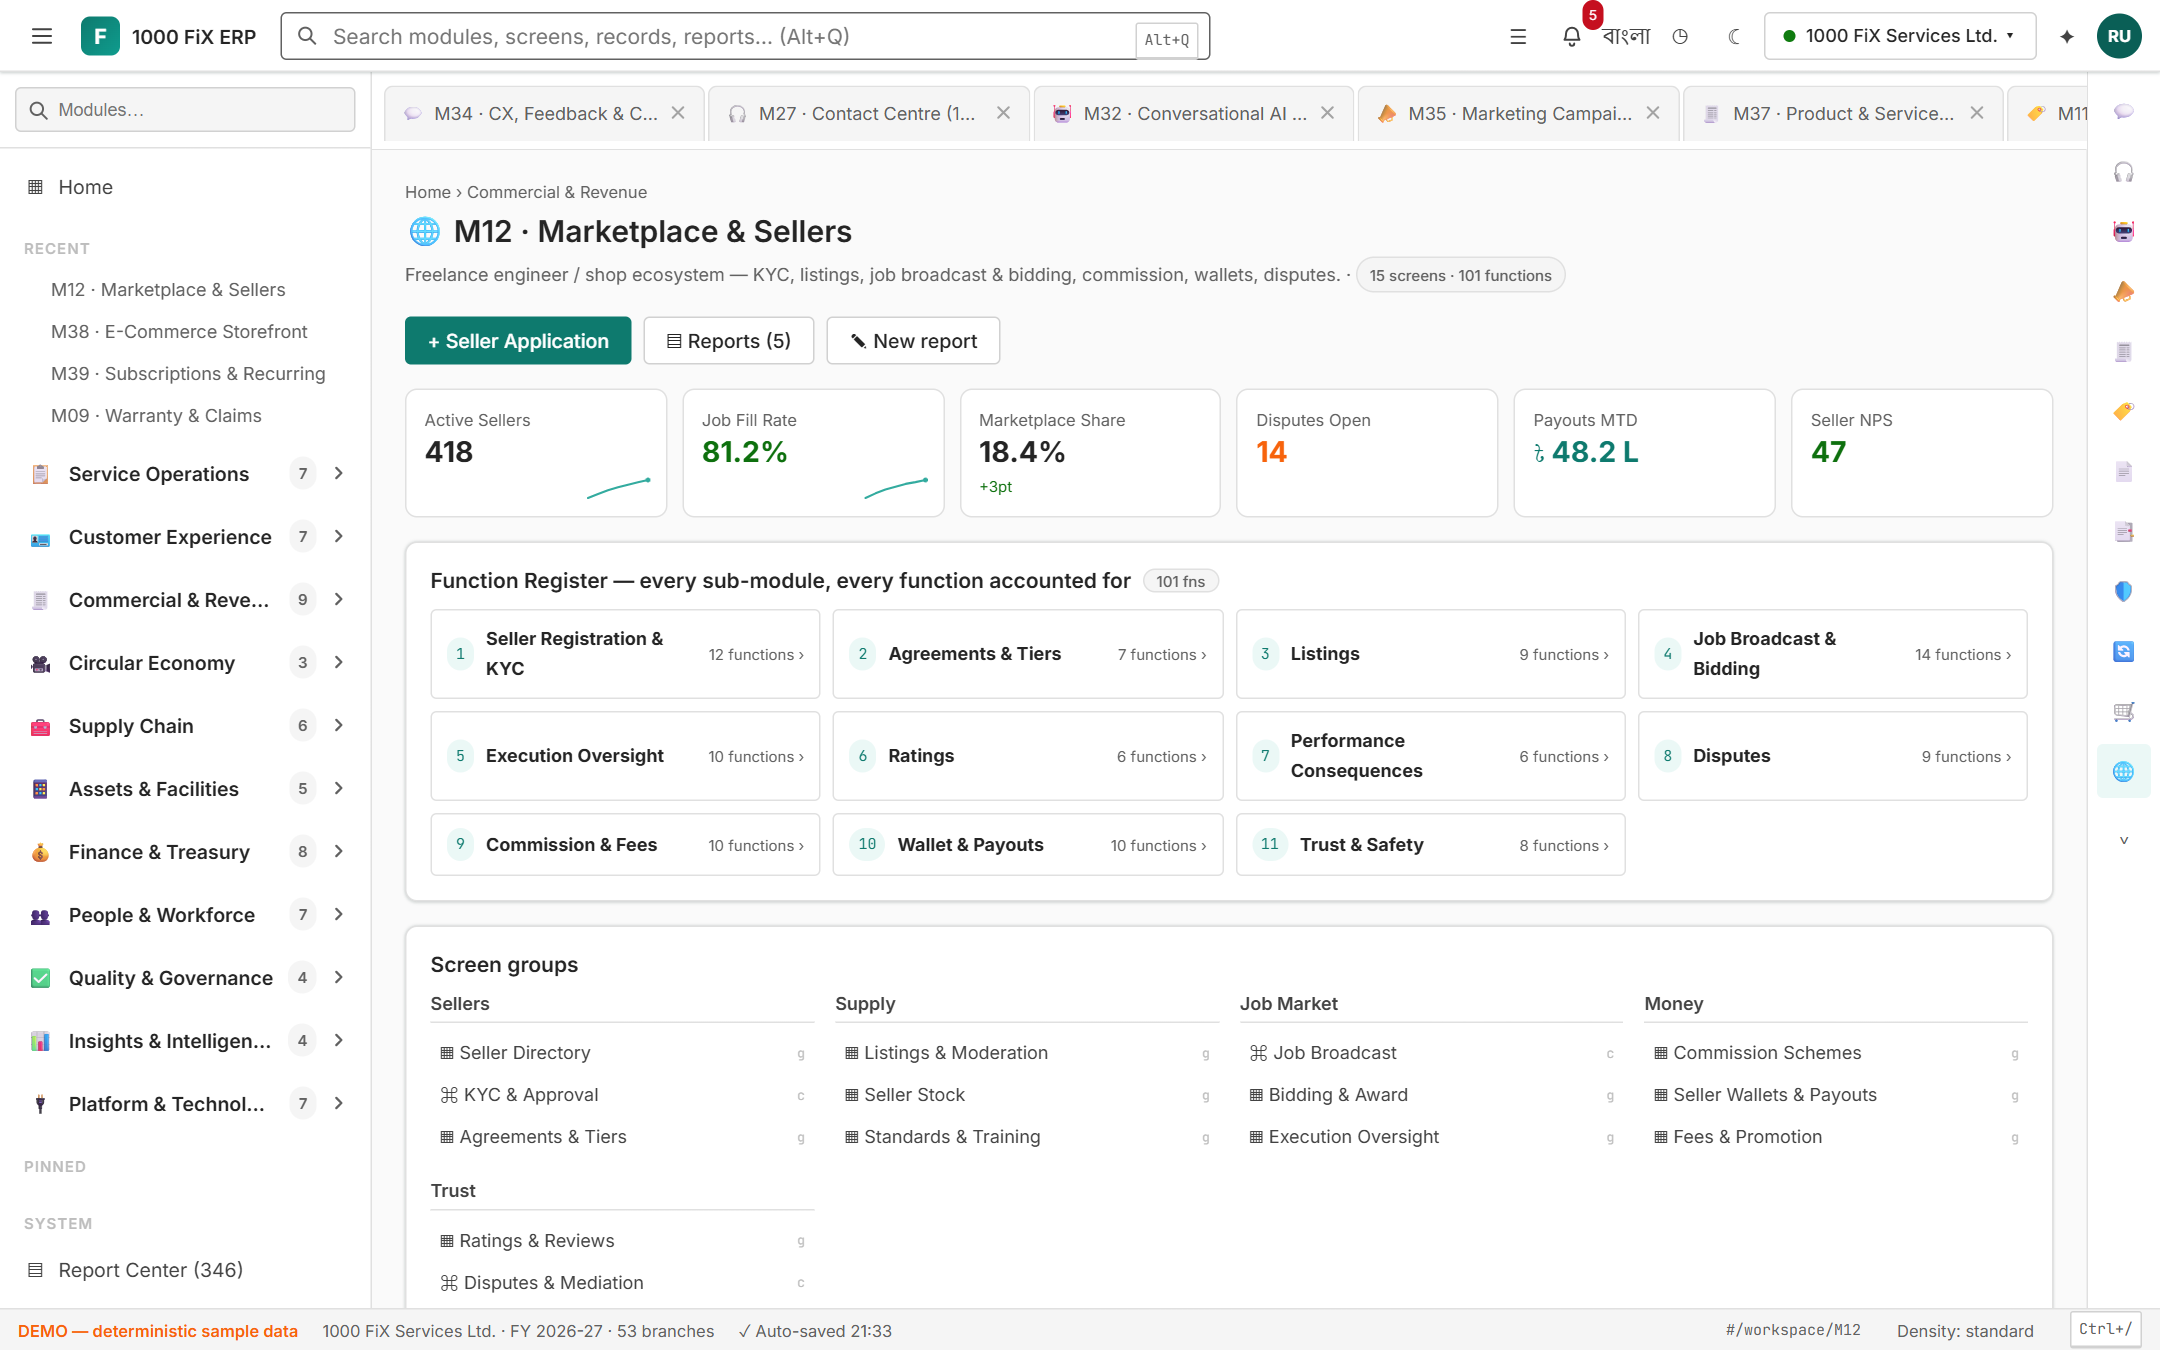 F 1000 FiX ERP
Search modules, screens, records, reports... (Alt+Q) Alt+Q
5
বাংলা
1000 FiX Services Ltd.
RU
Modules...
Home
RECENT
M12 · Marketplace & Sellers
M38 · E-Commerce Storefront
M39 · Subscriptions & Recurring
M09 · Warranty & Claims
Service Operations 7
Customer Experience 7
Commercial & Reve... 9
Circular Economy 3
Supply Chain 6
Assets & Facilities 5
Finance & Treasury 8
People & Workforce 7
Quality & Governance 4
Insights & Intelligen... 4
Platform & Technol... 7
PINNED
SYSTEM
Report Center (346)
M34 · CX, Feedback & C...
M27 · Contact Centre (1...
M32 · Conversational AI ...
M35 · Marketing Campai...
M37 · Product & Service...
M11
Home › Commercial & Revenue
M12 · Marketplace & Sellers
Freelance engineer / shop ecosystem — KYC, listings, job broadcast & bidding, commission, wallets, disputes. · 15 screens · 101 functions
+ Seller Application
Reports (5)
New report
Active Sellers
418
Job Fill Rate
81.2%
Marketplace Share
18.4%
+3pt
Disputes Open
14
Payouts MTD
৳ 48.2 L
Seller NPS
47
Function Register — every sub-module, every function accounted for 101 fns
1 Seller Registration & KYC 12 functions ›
2 Agreements & Tiers 7 functions ›
3 Listings 9 functions ›
4 Job Broadcast & Bidding 14 functions ›
5 Execution Oversight 10 functions ›
6 Ratings 6 functions ›
7 Performance Consequences 6 functions ›
8 Disputes 9 functions ›
9 Commission & Fees 10 functions ›
10 Wallet & Payouts 10 functions ›
11 Trust & Safety 8 functions ›
Screen groups
Sellers
Seller Directory g
⌘ KYC & Approval c
Agreements & Tiers g
Supply
Listings & Moderation g
Seller Stock g
Standards & Training g
Job Market
⌘ Job Broadcast c
Bidding & Award g
Execution Oversight g
Money
Commission Schemes g
Seller Wallets & Payouts g
Fees & Promotion g
Trust
Ratings & Reviews g
⌘ Disputes & Mediation c
DEMO — deterministic sample data
1000 FiX Services Ltd. · FY 2026-27 · 53 branches
✓ Auto-saved 21:33
#/workspace/M12
Density: standard
Ctrl+/